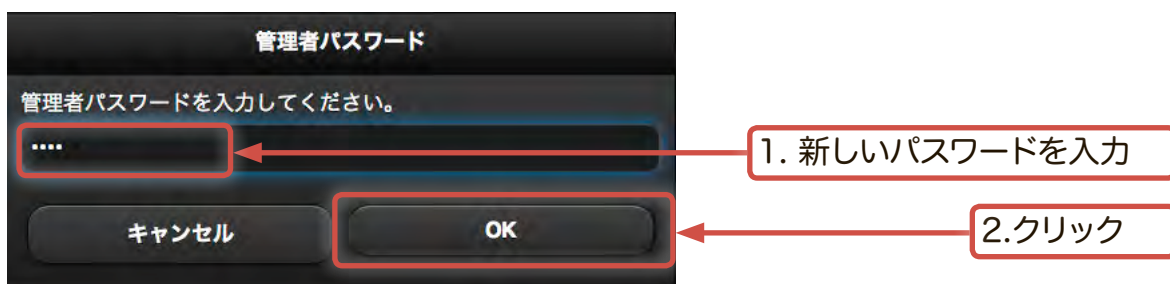 管理者パスワード
管理者パスワードを入力してください。
••••
1. 新しいパスワードを入力
キャンセル
OK
2.クリック